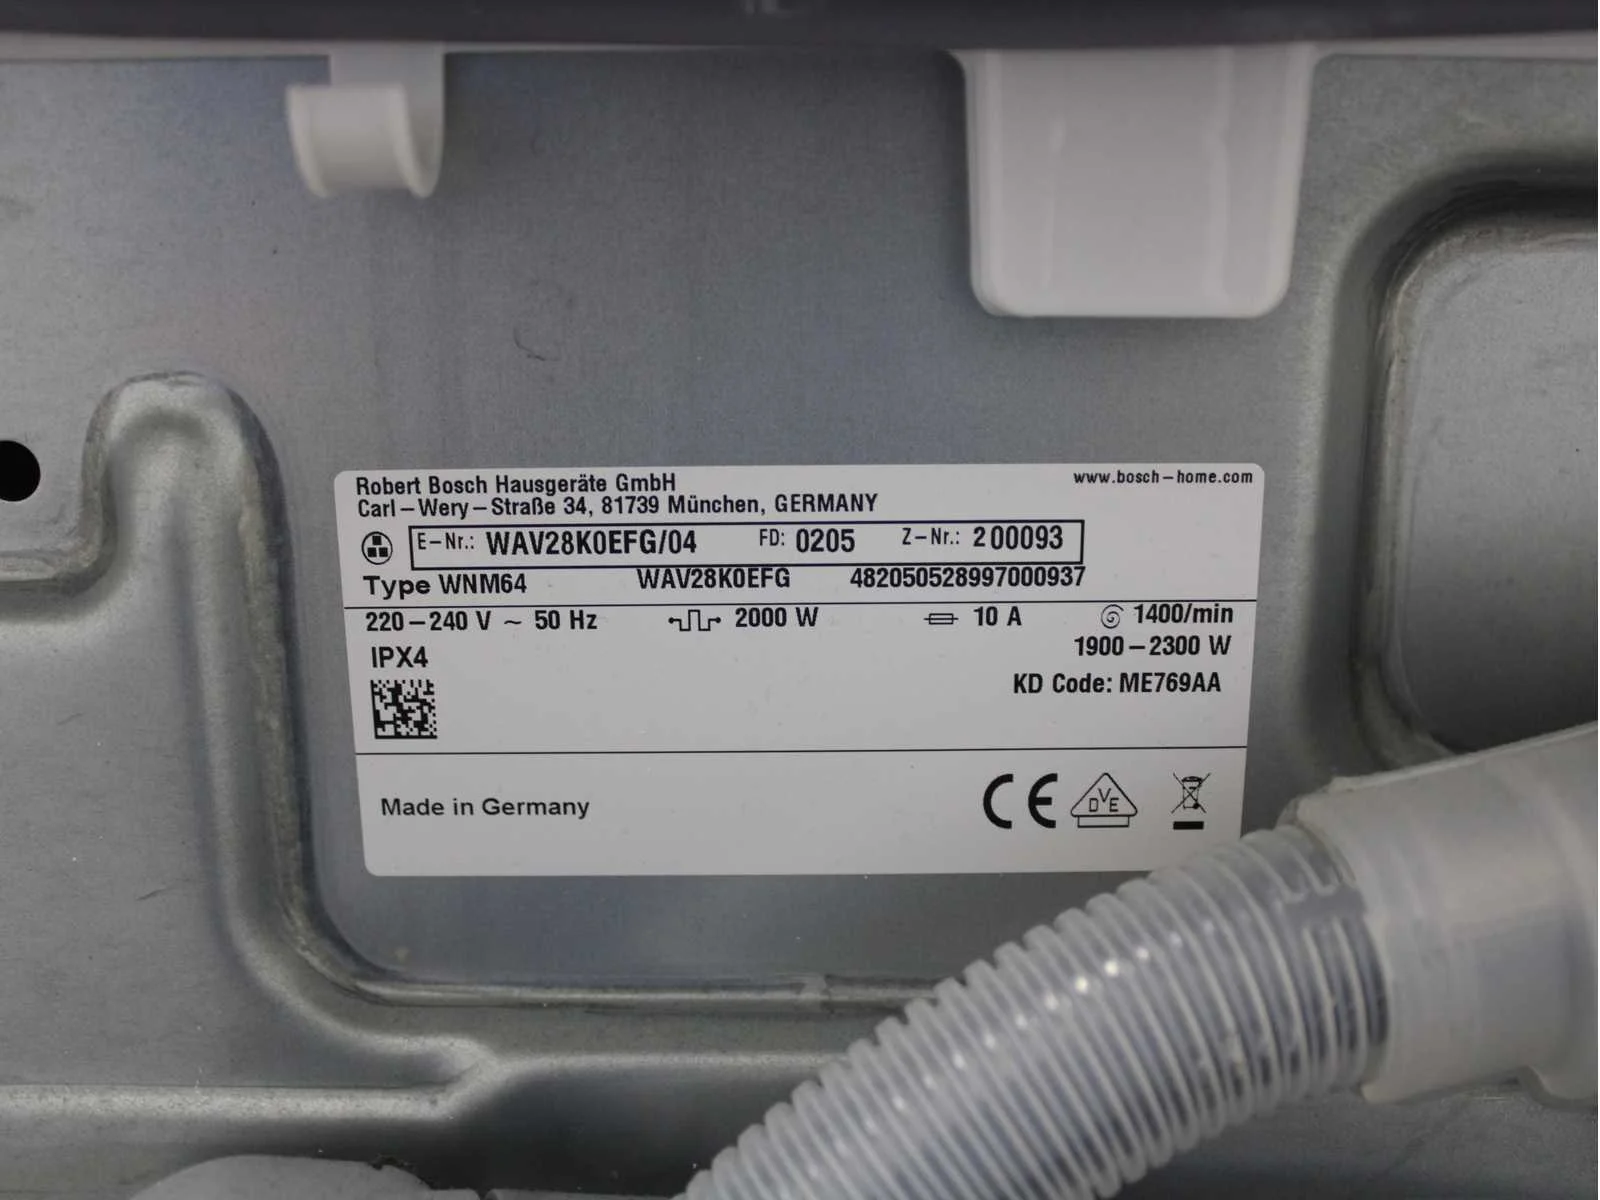 Robert Bosch Hausgeräte GmbH
www.bosch-home.com
Carl-Wery-Straße 34, 81739 München, GERMANY
E-Nr.: WAV28K0EFG/04 FD: 0205 Z-Nr.: 200093
Type WNM64 WAV28K0EFG 482050528997000937
220-240 V ~ 50 Hz 2000 W 10 A 1400/min
IPX4 1900-2300 W
KD Code: ME769AA
Made in Germany CE DVE